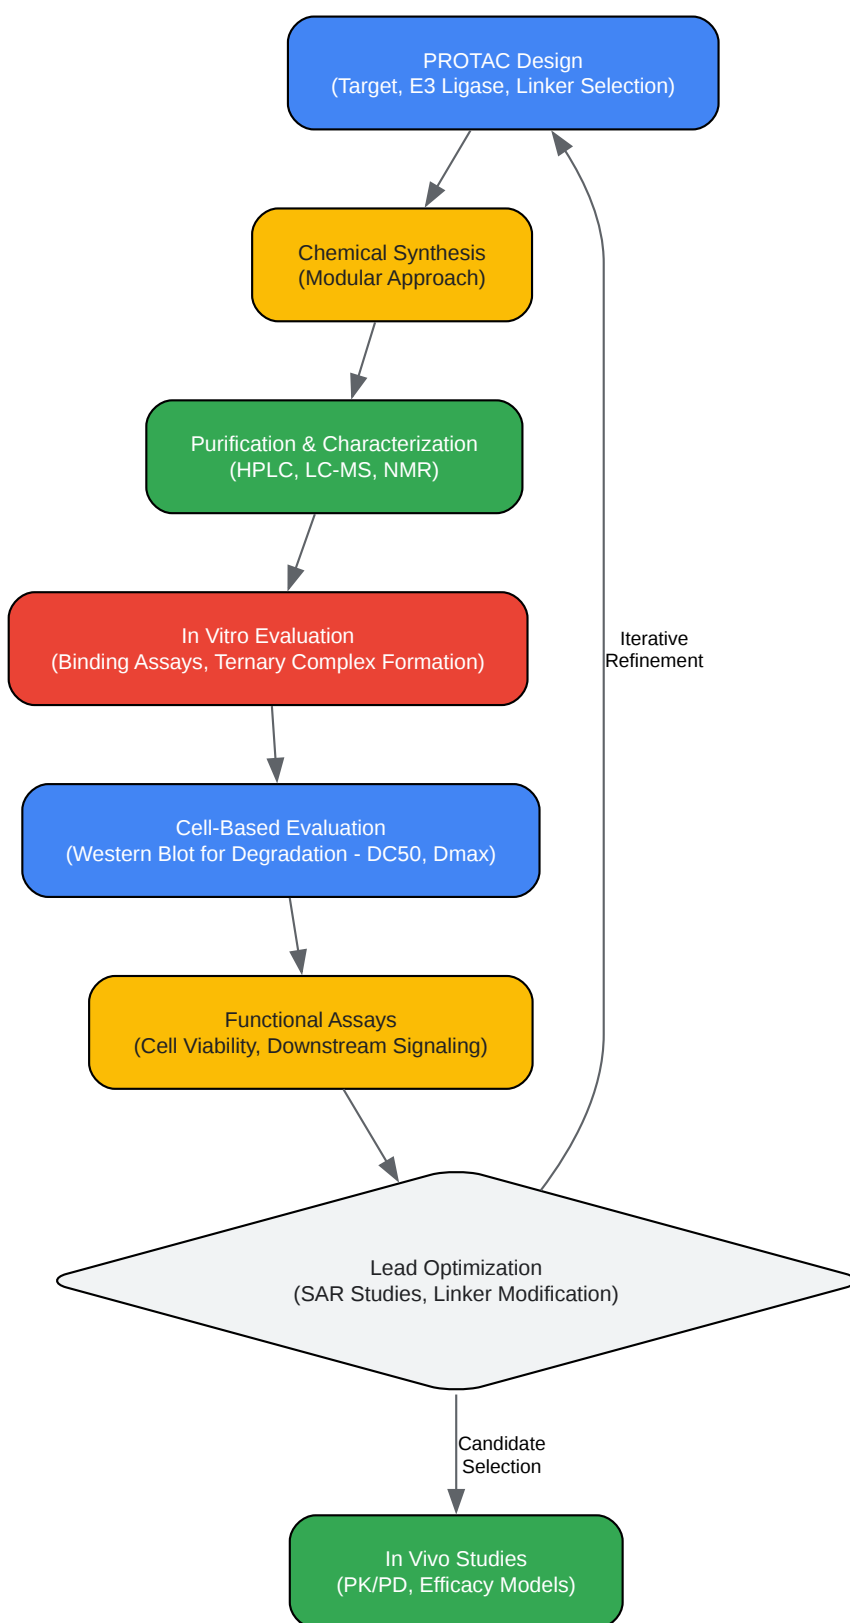 PROTAC Design
(Target, E3 Ligase, Linker Selection)
Chemical Synthesis
(Modular Approach)
Purification & Characterization
(HPLC, LC-MS, NMR)
In Vitro Evaluation
(Binding Assays, Ternary Complex Formation)
Iterative
Refinement
Cell-Based Evaluation
(Western Blot for Degradation - DC50, Dmax)
Functional Assays
(Cell Viability, Downstream Signaling)
Lead Optimization
(SAR Studies, Linker Modification)
Candidate
Selection
In Vivo Studies
(PK/PD, Efficacy Models)